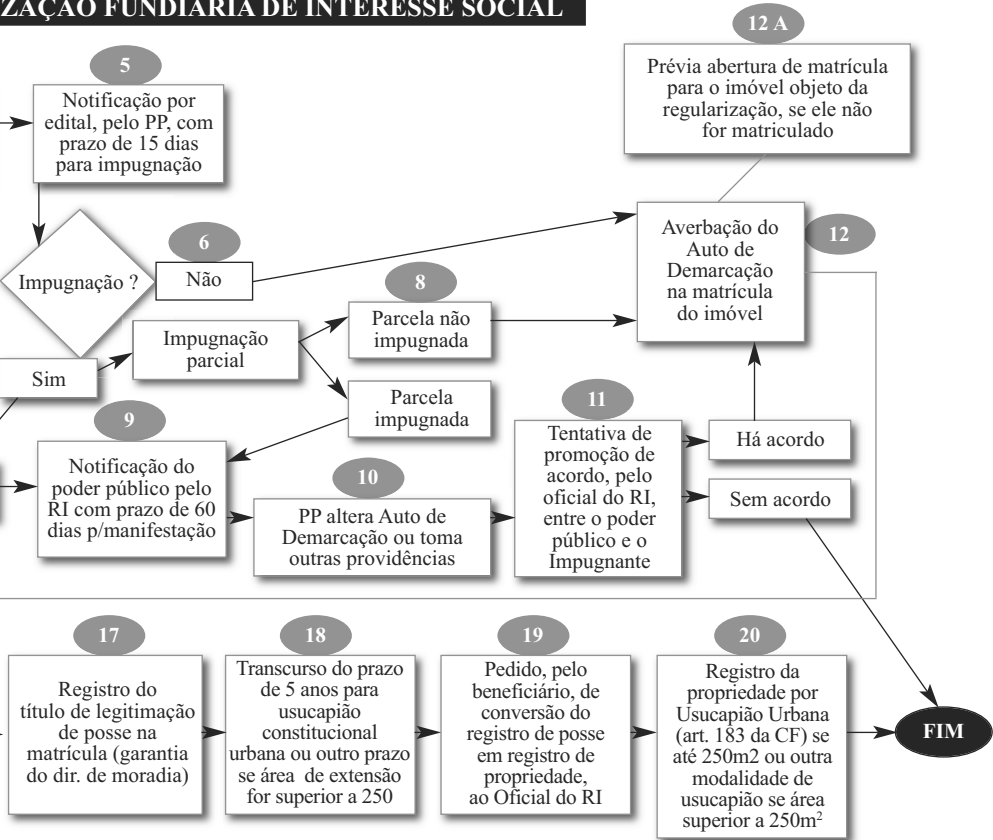 ZAÇÃO FUNDIÁRIA DE INTERESSE SOCIAL
5
Notificação por
edital, pelo PP, com
prazo de 15 dias
para impugnação
12 A
Prévia abertura de matrícula
para o imóvel objeto da
regularização, se ele não
for matriculado
Impugnação ?
6
Não
12
Averbação do
Auto de
Demarcação
na matrícula
do imóvel
8
Parcela não
impugnada
Impugnação
parcial
Sim
Parcela
impugnada
9
Notificação do
poder público pelo
RI com prazo de 60
dias p/manifestação
10
PP altera Auto de
Demarcação ou toma
outras providências
11
Tentativa de
promoção de
acordo, pelo
oficial do RI,
entre o poder
público e o
Impugnante
Há acordo
Sem acordo
17
Registro do
título de legitimação
de posse na
matrícula (garantia
do dir. de moradia)
18
Transcurso do prazo
de 5 anos para
usucapião
constitucional
urbana ou outro prazo
se área de extensão
for superior a 250
19
Pedido, pelo
beneficiário, de
conversão do
registro de posse
em registro de
propriedade,
ao Oficial do RI
20
Registro da
propriedade por
Usucapião Urbana
(art. 183 da CF) se
até 250m2 ou outra
modalidade de
usucapião se área
superior a 250m²
FIM